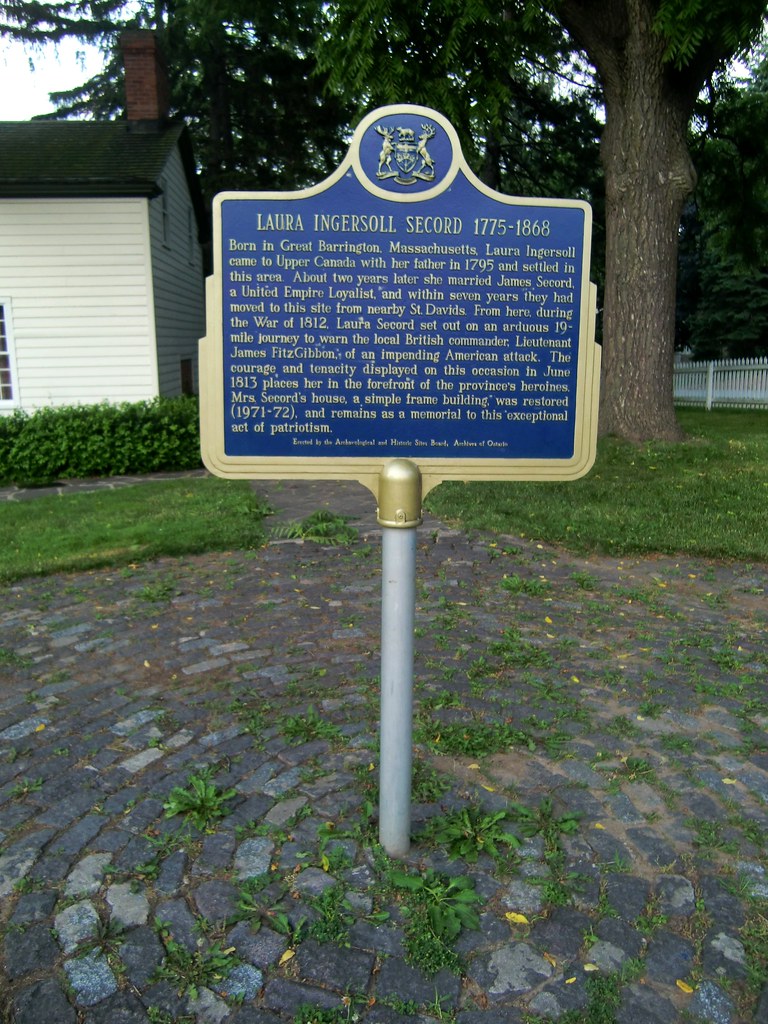 LAURA INGERSOLL SECORD 1775-1868
Born in Great Barrington, Massachusetts, Laura Ingersoll
came to Upper Canada with her father in 1795 and settled in
this area. About two years later she married James Secord,
a United Empire Loyalist, and within seven years they had
moved to this site from nearby St. Davids. From here, during
the War of 1812, Laura Secord set out on an arduous 19-
mile journey to warn the local British commander, Lieutenant
James FitzGibbon, of an impending American attack. The
courage and tenacity displayed on this occasion in June
1813 places her in the forefront of the province's heroines.
Mrs. Secord's house, a simple frame building, was restored
(1971-72), and remains as a memorial to this exceptional
act of patriotism.
Erected by the Archaeological and Historic Sites Board, Archives of Ontario